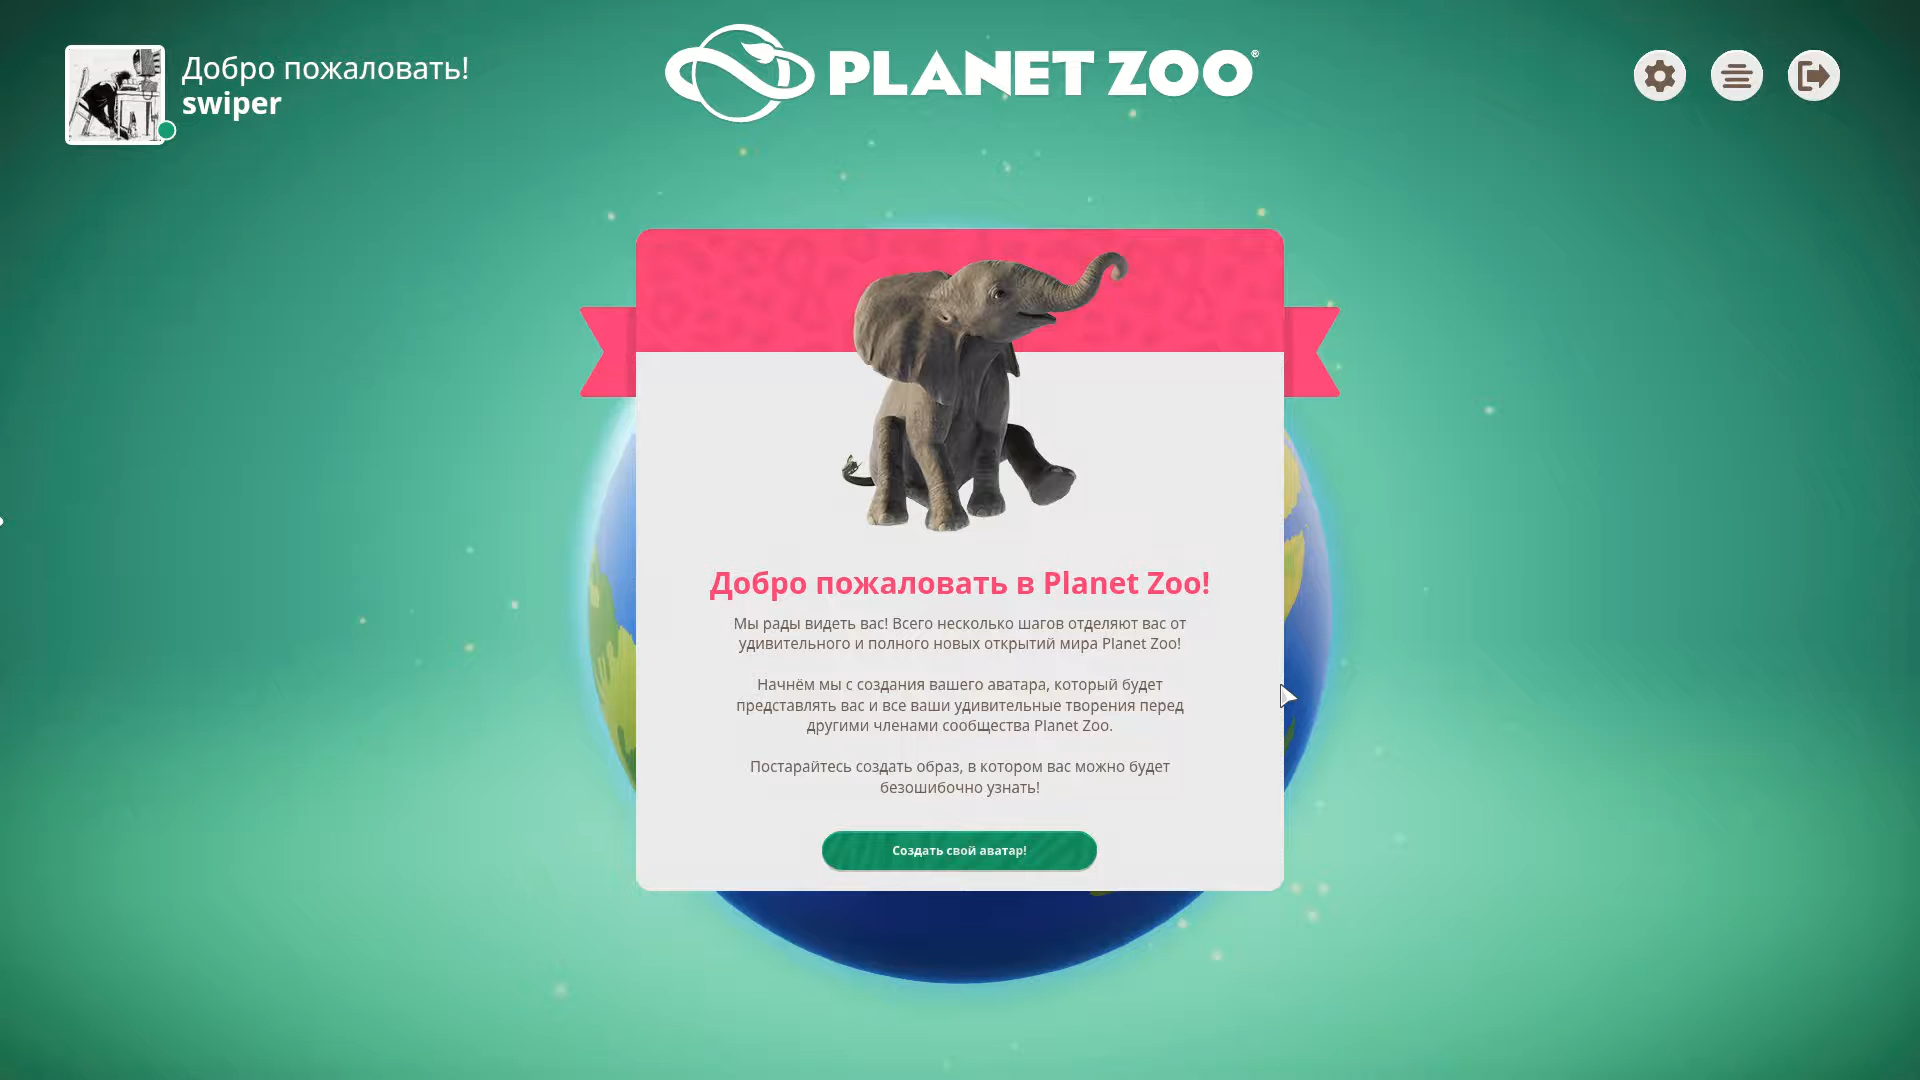 Добро пожаловать!
swiper
PLANET ZOO®
Добро пожаловать в Planet Zoo!
Мы рады видеть вас! Всего несколько шагов отделяют вас от
удивительного и полного новых открытий мира Planet Zoo!
Начнём мы с создания вашего аватара, который будет
представлять вас и все ваши удивительные творения перед
другими членами сообщества Planet Zoo.
Постарайтесь создать образ, в котором вас можно будет
безошибочно узнать!
Создать свой аватар!